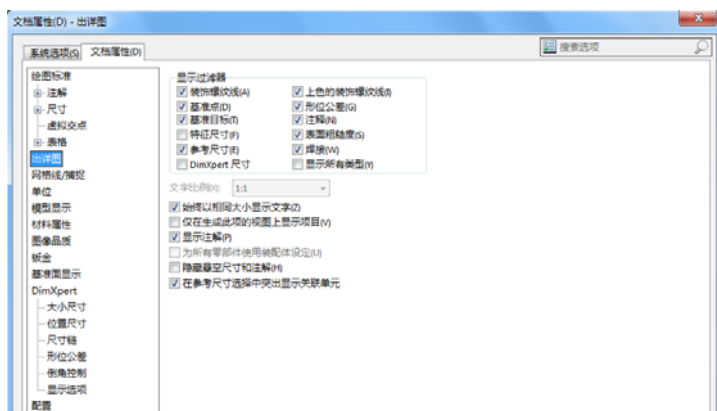 文档属性(D) - 出详图
系统选项(S) 文档属性(D)
搜索选项
绘图标准
注解
尺寸
虚拟交点
表格
出详图
网格线/捕捉
单位
模型显示
材料属性
图像品质
钣金
基准面显示
DimXpert
大小尺寸
位置尺寸
尺寸链
形位公差
倒角控制
显示选项
配置
显示过滤器
装饰螺纹线(A) 上色的装饰螺纹线(I)
基准点(D) 形位公差(G)
基准目标(T) 注释(N)
特征尺寸(F) 表面粗糙度(S)
参考尺寸(E) 焊接(W)
DimXpert 尺寸 显示所有类型(Y)
文字比例(X): 1:1
始终以相同大小显示文字(Z)
仅在生成此项的视图上显示项目(V)
显示注解(P)
为所有零部件使用装配体设定(U)
隐藏悬空尺寸和注解(H)
在参考尺寸选择中突出显示关联单元